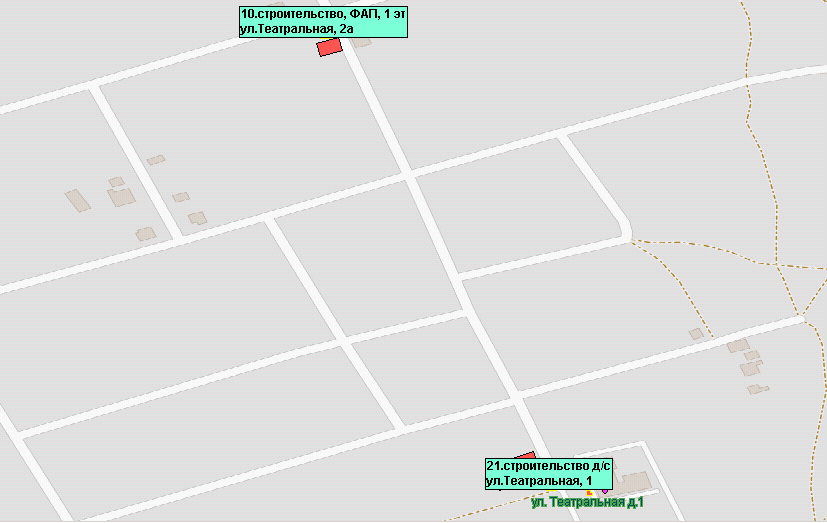 10.строительство, ФАП, 1 эт
ул.Театральная, 2а
21.строительство д/с
ул.Театральная, 1
ул. Театральная д.1